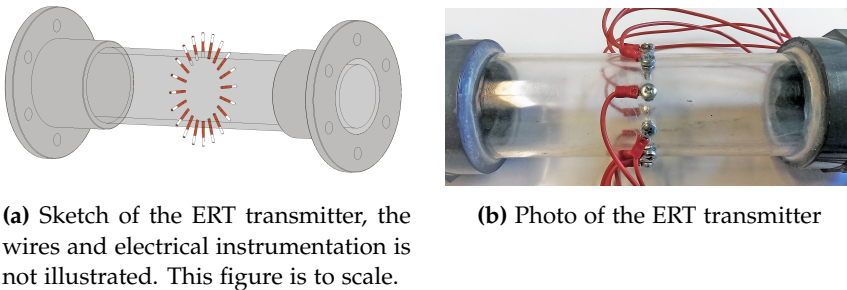 (a) Sketch of the ERT transmitter, the
wires and electrical instrumentation is
not illustrated. This figure is to scale.
(b) Photo of the ERT transmitter